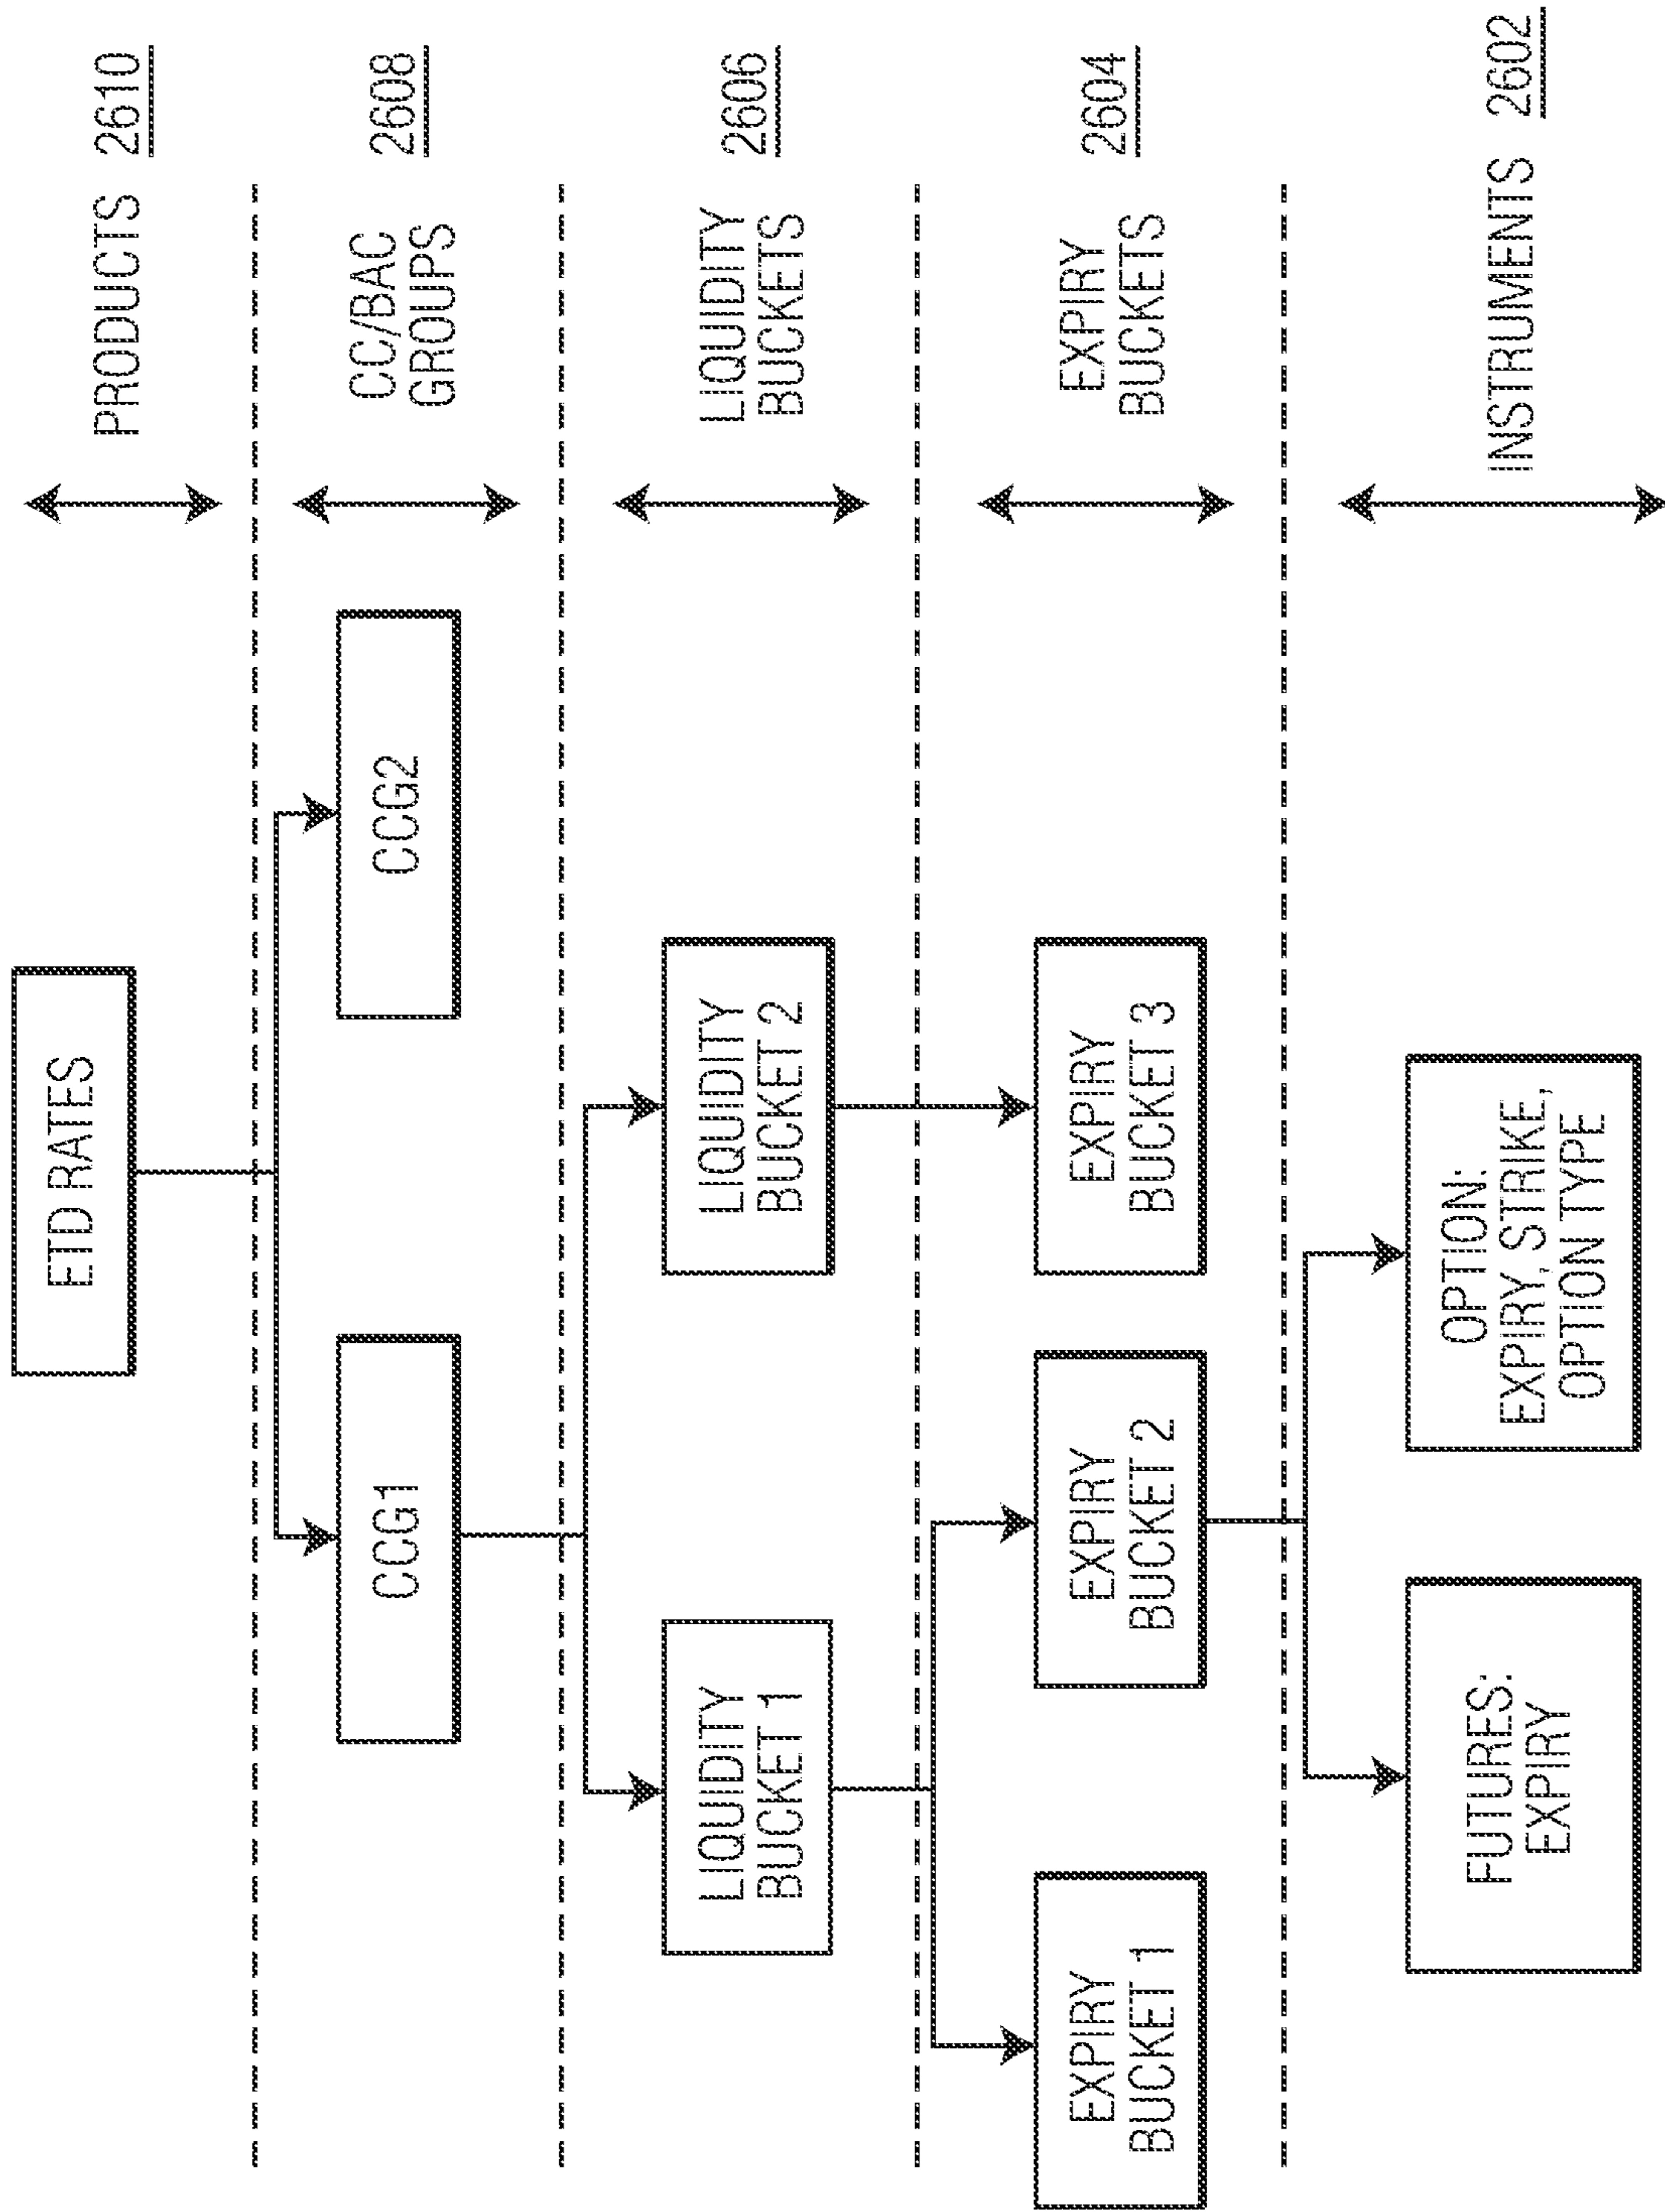 ETD RATES
PRODUCTS 2610
CCG1
CCG2
CC/BAC 2608
GROUPS
LIQUIDITY
BUCKET 1
LIQUIDITY
BUCKET 2
LIQUIDITY 2606
BUCKETS
EXPIRY
BUCKET 1
EXPIRY
BUCKET 2
EXPIRY
BUCKET 3
EXPIRY 2604
BUCKETS
FUTURES:
EXPIRY
OPTION:
EXPIRY, STRIKE,
OPTION TYPE
INSTRUMENTS 2602